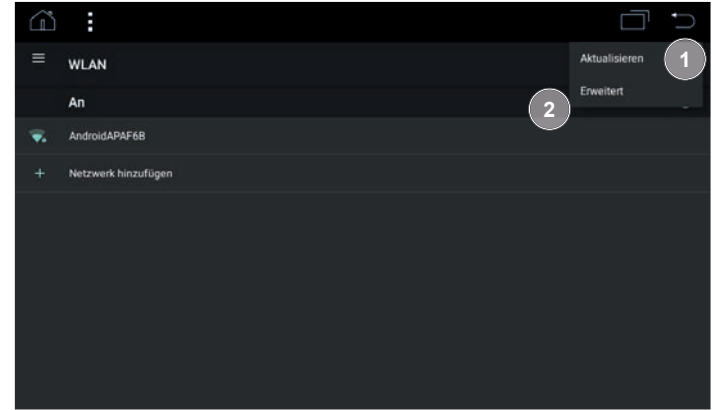 WLAN
Aktualisieren
1
An
Erweitert
2
AndroidAPAF6B
Netzwerk hinzufügen